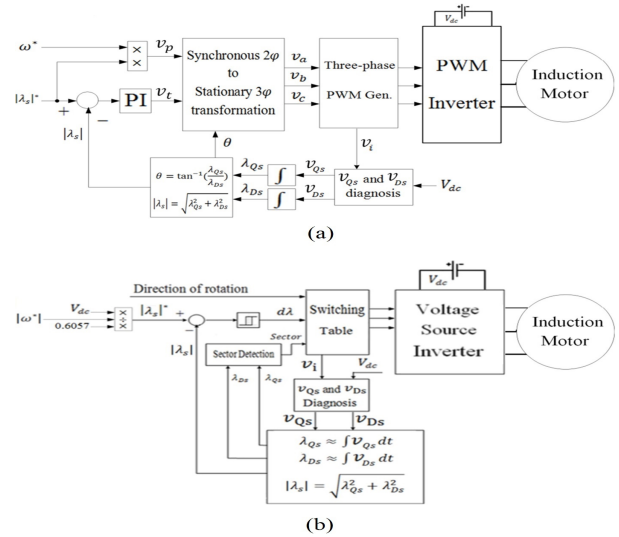 V_dc
ω* × × v_p
Synchronous 2φ
to
Stationary 3φ
transformation
v_a
v_b
v_c
Three-phase
PWM Gen.
PWM
Inverter
Induction
Motor
|λ_s|* + − PI v_t
|λ_s|
θ
v_i
θ = tan⁻¹(λ_Qs/λ_Ds)
|λ_s| = √(λ²_Qs + λ²_Ds)
λ_Qs ∫ v_Qs
λ_Ds ∫ v_Ds
v_Qs and v_Ds
diagnosis
V_dc
(a)
V_dc
Direction of rotation
|ω*|
V_dc ×
÷
0.6057 ×
|λ_s|* + −
|λ_s|
dλ
Switching
Table
Voltage
Source
Inverter
Induction
Motor
Sector
Sector Detection
λ_Ds λ_Qs
v_i V_dc
v_Qs and v_Ds
Diagnosis
v_Qs v_Ds
λ_Qs ≈ ∫ v_Qs dt
λ_Ds ≈ ∫ v_Ds dt
|λ_s| = √(λ²_Qs + λ²_Ds)
(b)